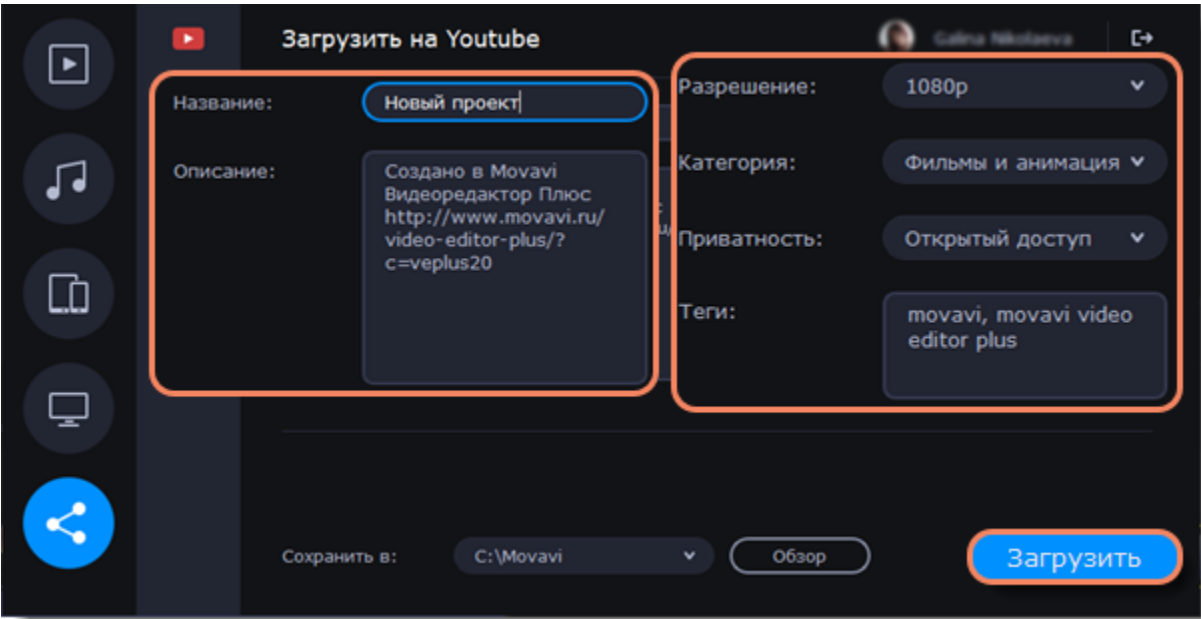 Загрузить на Youtube
Название:
Новый проект
Описание:
Создано в Movavi
Видеоредактор Плюс
http://www.movavi.ru/
video-editor-plus/?
c=veplus20
Разрешение:
1080p
Категория:
Фильмы и анимация
Приватность:
Открытый доступ
Теги:
movavi, movavi video
editor plus
Сохранить в:
C:\Movavi
Обзор
Загрузить